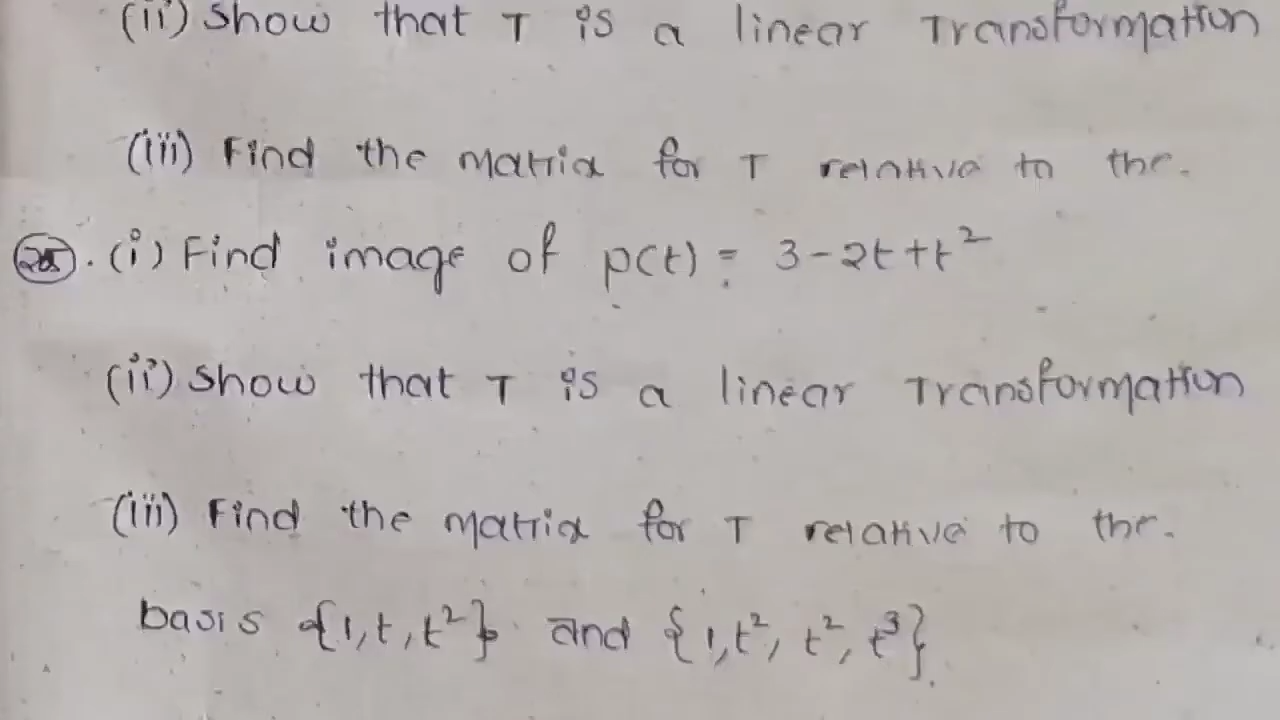 (ii) Show that T is a linear Transformation
(iii) Find the matrix for T relative to the.
25. (i) Find image of p(t) = 3-2t+t²
(ii) Show that T is a linear Transformation
(iii) Find the matrix for T relative to the.
basis {1,t,t²} and {1,t²,t²,t³}